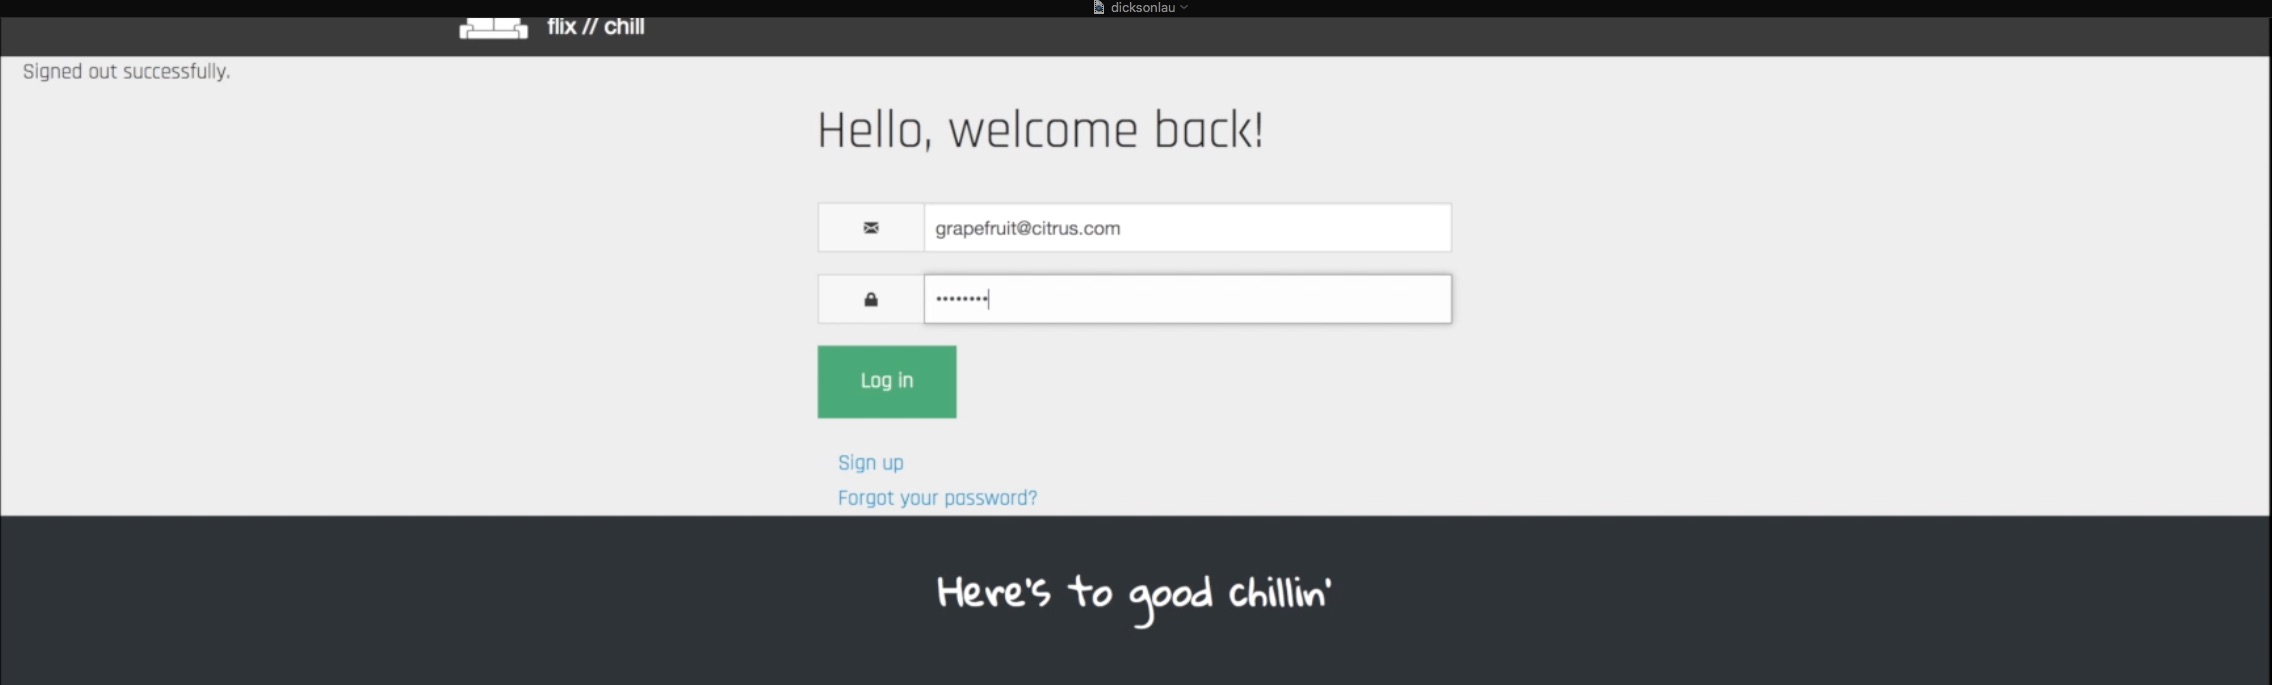 dicksonlau
flix // chill
Signed out successfully.
Hello, welcome back!
grapefruit@citrus.com
••••••••
Log in
Sign up
Forgot your password?
Here's to good chillin'